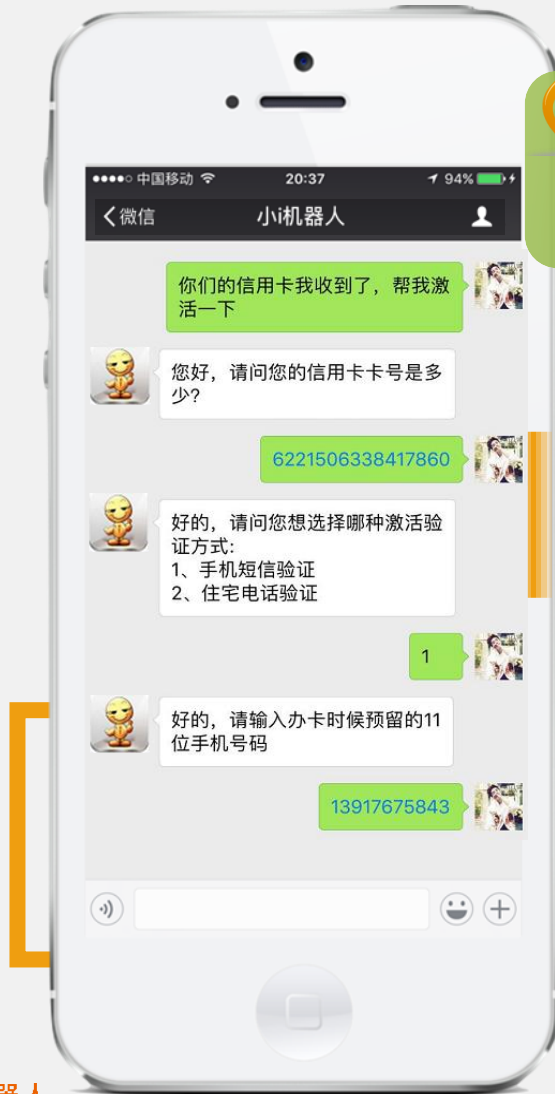 中国移动
20:37
94%
微信
小i机器人
你们的信用卡我收到了，帮我激
活一下
您好，请问您的信用卡卡号是多
少?
6221506338417860
好的，请问您想选择哪种激活验
证方式:
1、手机短信验证
2、住宅电话验证
1
好的，请输入办卡时候预留的11
位手机号码
13917675843
器人